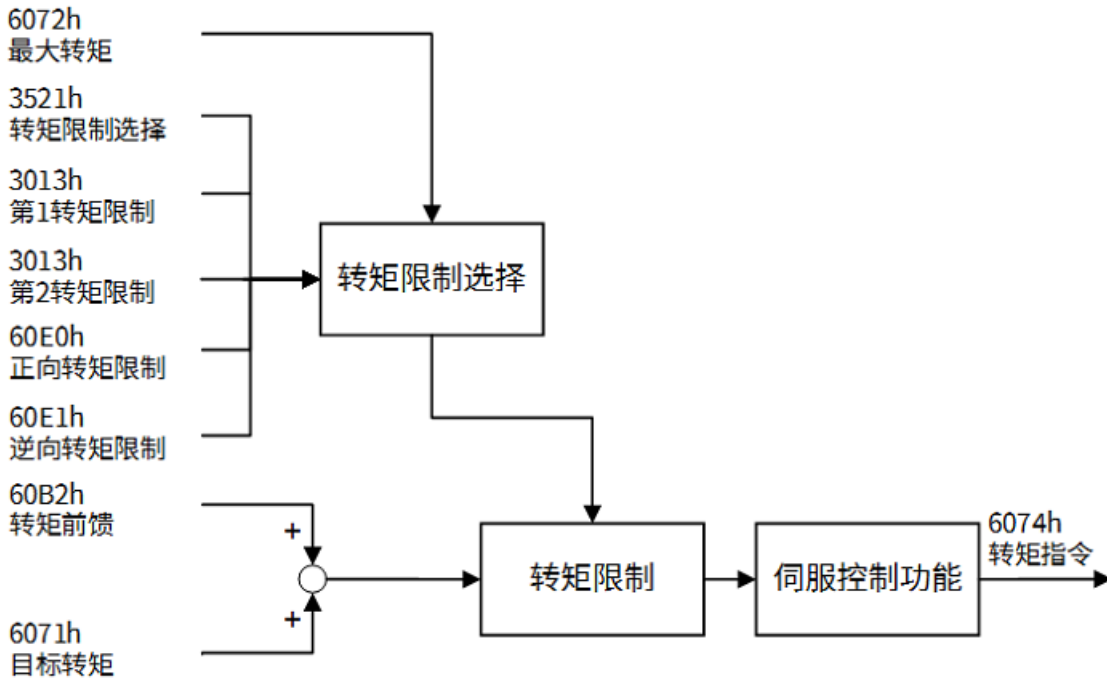 6072h
最大转矩
3521h
转矩限制选择
3013h
第1转矩限制
3013h
第2转矩限制
60E0h
正向转矩限制
60E1h
逆向转矩限制
60B2h
转矩前馈
6071h
目标转矩
+
+
转矩限制选择
转矩限制
伺服控制功能
6074h
转矩指令